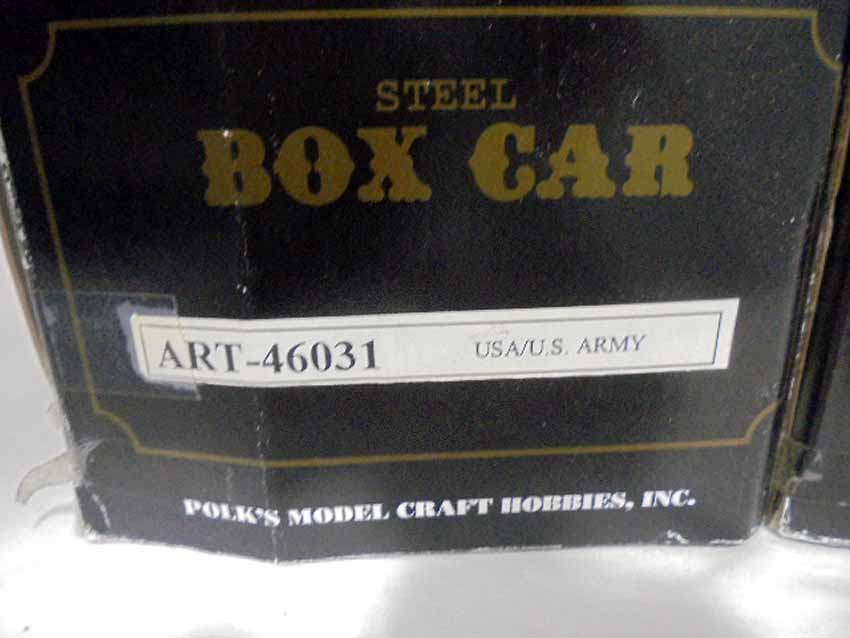 STEEL
BOX CAR
ART-46031 USA/U.S. ARMY
POLK'S MODEL CRAFT HOBBIES, INC.